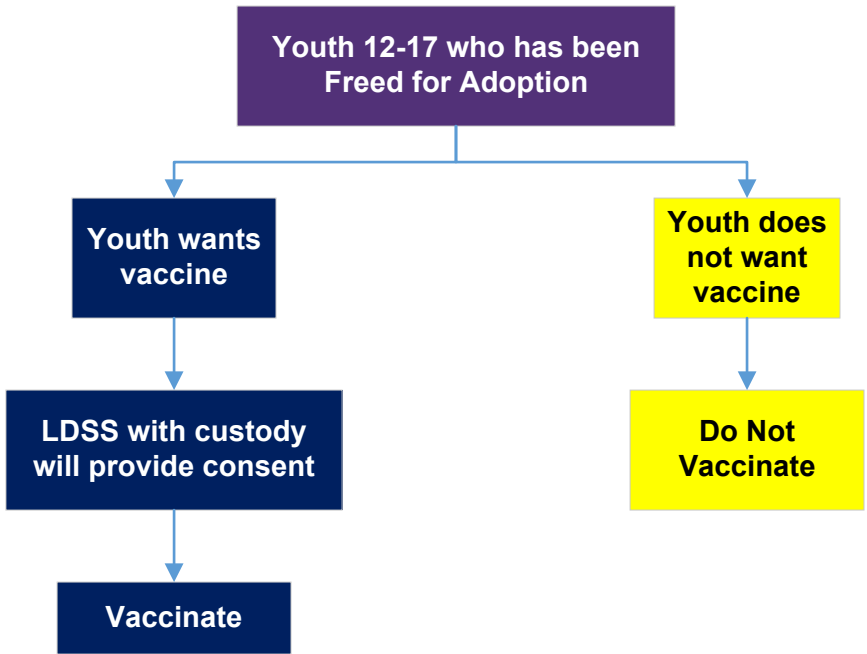 Youth 12-17 who has been
Freed for Adoption
Youth wants
vaccine
Youth does
not want
vaccine
LDSS with custody
will provide consent
Do Not
Vaccinate
Vaccinate